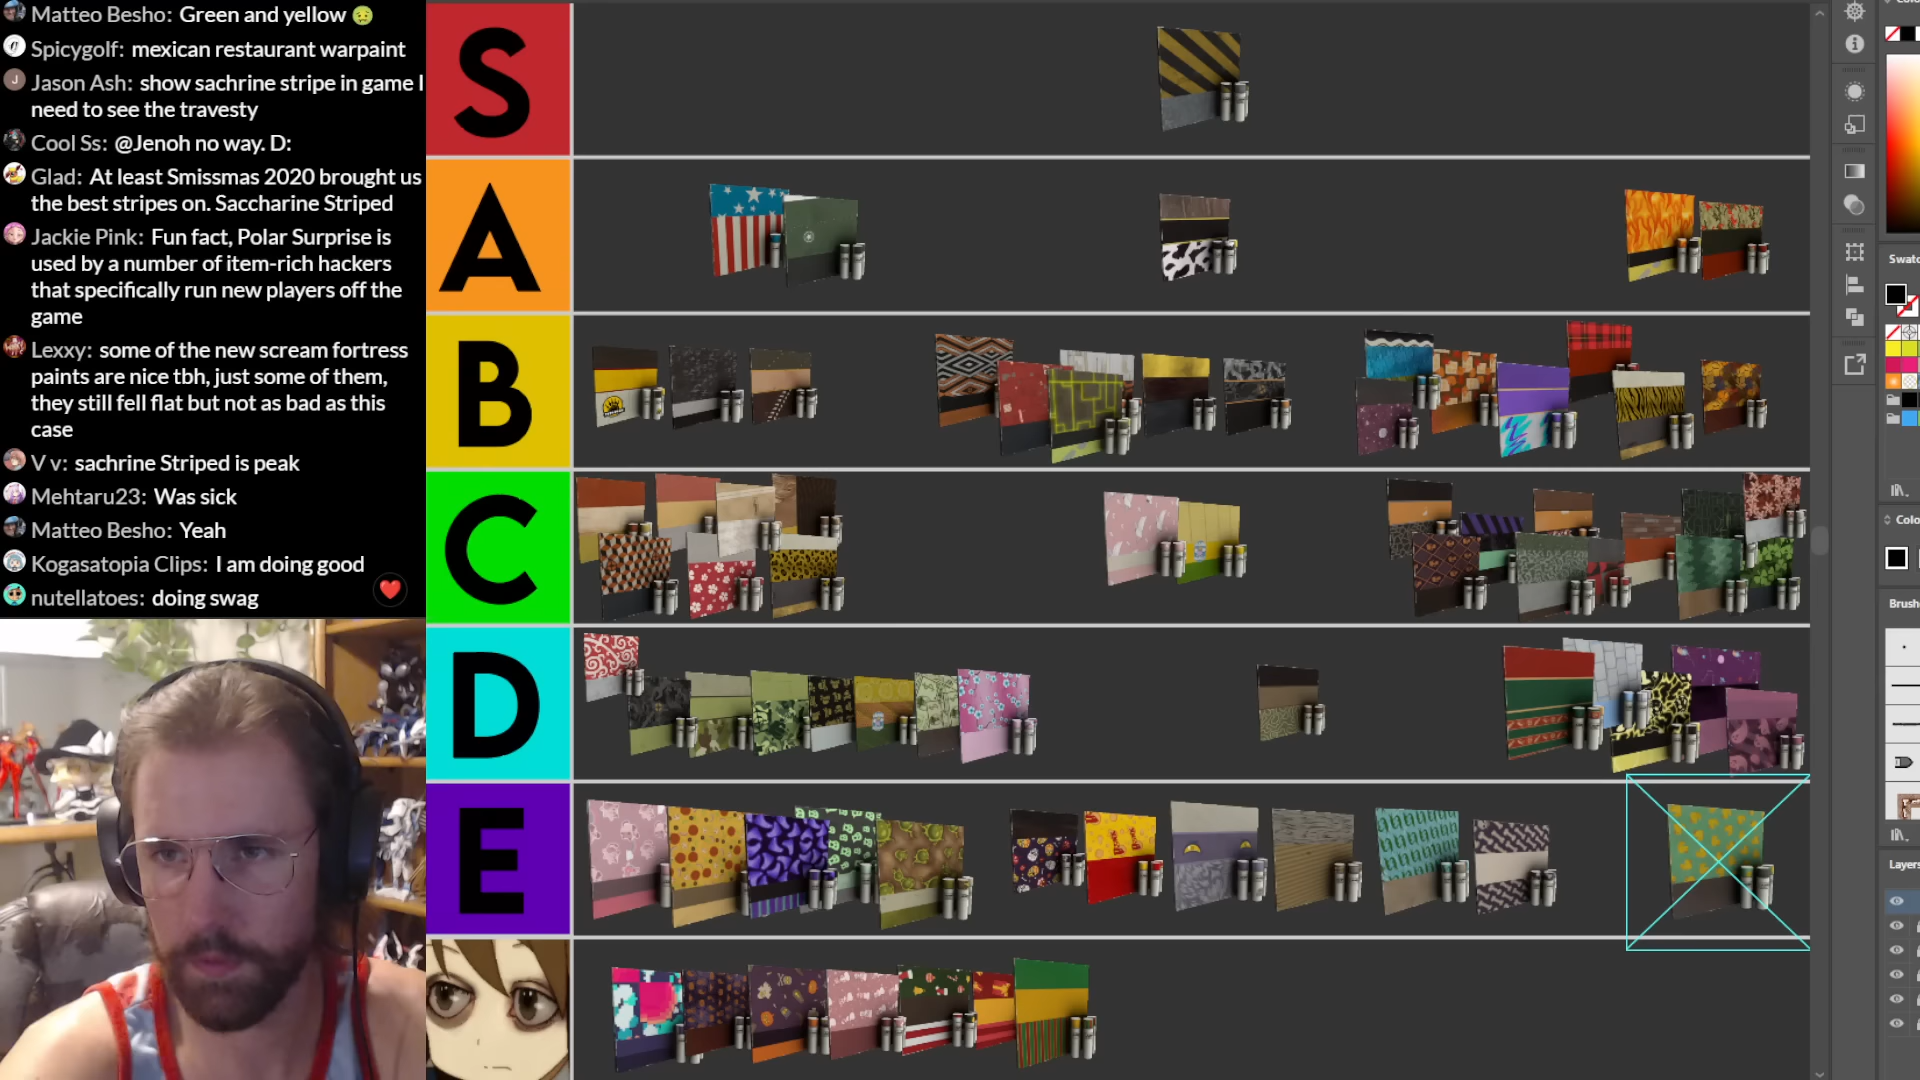 Matteo Besho: Green and yellow 🤢
Spicygolf: mexican restaurant warpaint
Jason Ash: show sachrine stripe in game I
need to see the travesty
Cool Ss: @Jenoh no way. D:
Glad: At least Smissmas 2020 brought us
the best stripes on. Saccharine Striped
Jackie Pink: Fun fact, Polar Surprise is
used by a number of item-rich hackers
that specifically run new players off the
game
Lexxy: some of the new scream fortress
paints are nice tbh, just some of them,
they still fell flat but not as bad as this
case
V v: sachrine Striped is peak
Mehtaru23: Was sick
Matteo Besho: Yeah
Kogasatopia Clips: I am doing good
nutellatoes: doing swag
S
A
B
C
D
E
Swatc
Colo
Brushe
Layers